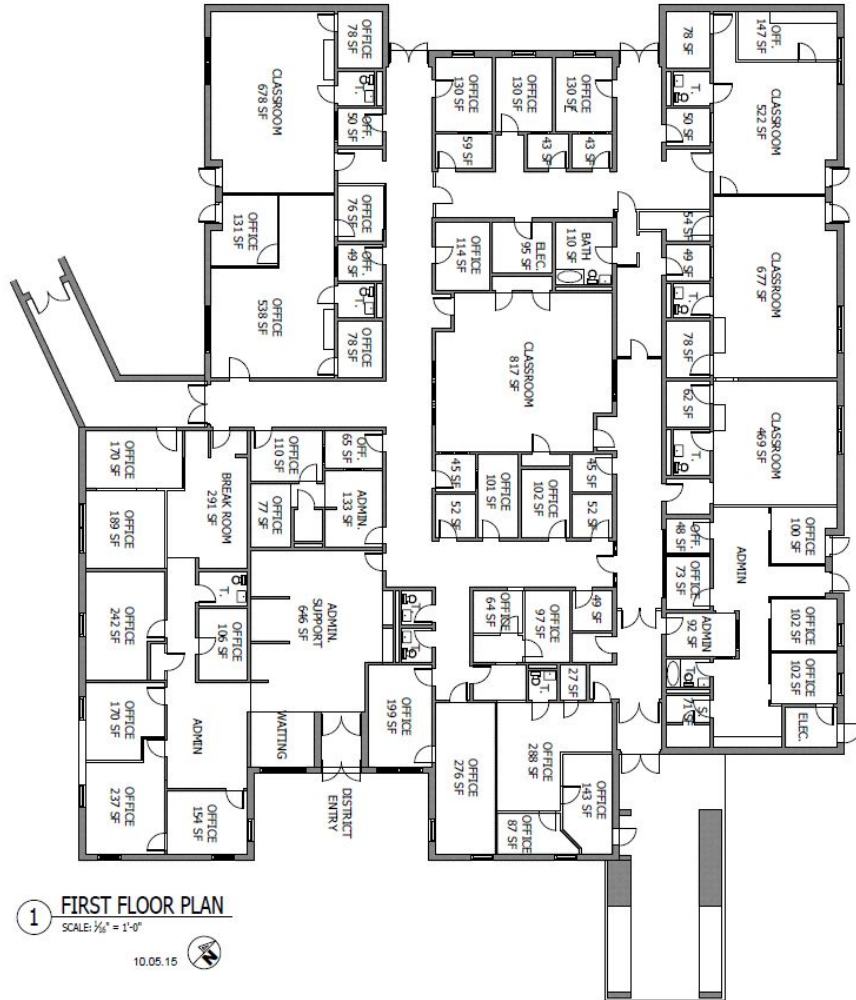 OFFICE
78 SF
CLASSROOM
678 SF
T.
OFF.
50 SF
OFFICE
130 SF
OFFICE
130 SF
OFFICE
130 SF
59 SF
43 SF
43 SF
78 SF
OFF.
147 SF
T.
50 SF
CLASSROOM
522 SF
OFFICE
76 SF
OFFICE
131 SF
OFF.
49 SF
OFFICE
538 SF
T.
OFFICE
78 SF
OFFICE
114 SF
ELEC.
95 SF
BATH
110 SF
CLASSROOM
817 SF
54 SF
49 SF
T.
78 SF
CLASSROOM
677 SF
62 SF
T.
CLASSROOM
469 SF
OFFICE
170 SF
OFFICE
189 SF
BREAK ROOM
291 SF
OFFICE
110 SF
OFF.
65 SF
OFFICE
77 SF
ADMIN.
133 SF
45 SF
52 SF
OFFICE
101 SF
OFFICE
102 SF
45 SF
52 SF
OFF.
48 SF
OFFICE
73 SF
ADMIN
OFFICE
100 SF
OFFICE
102 SF
OFFICE
102 SF
ADMIN
92 SF
T.
71 SF
ELEC.
OFFICE
242 SF
T.
OFFICE
106 SF
ADMIN.
SUPPORT
646 SF
T.
T.
OFFICE
64 SF
OFFICE
97 SF
49 SF
27 SF
T.
OFFICE
170 SF
ADMIN
WAITING
OFFICE
199 SF
OFFICE
276 SF
OFFICE
288 SF
OFFICE
143 SF
OFFICE
87 SF
OFFICE
237 SF
OFFICE
154 SF
DISTRICT
ENTRY
1 FIRST FLOOR PLAN
SCALE: 1/16" = 1'-0"
10.05.15
N